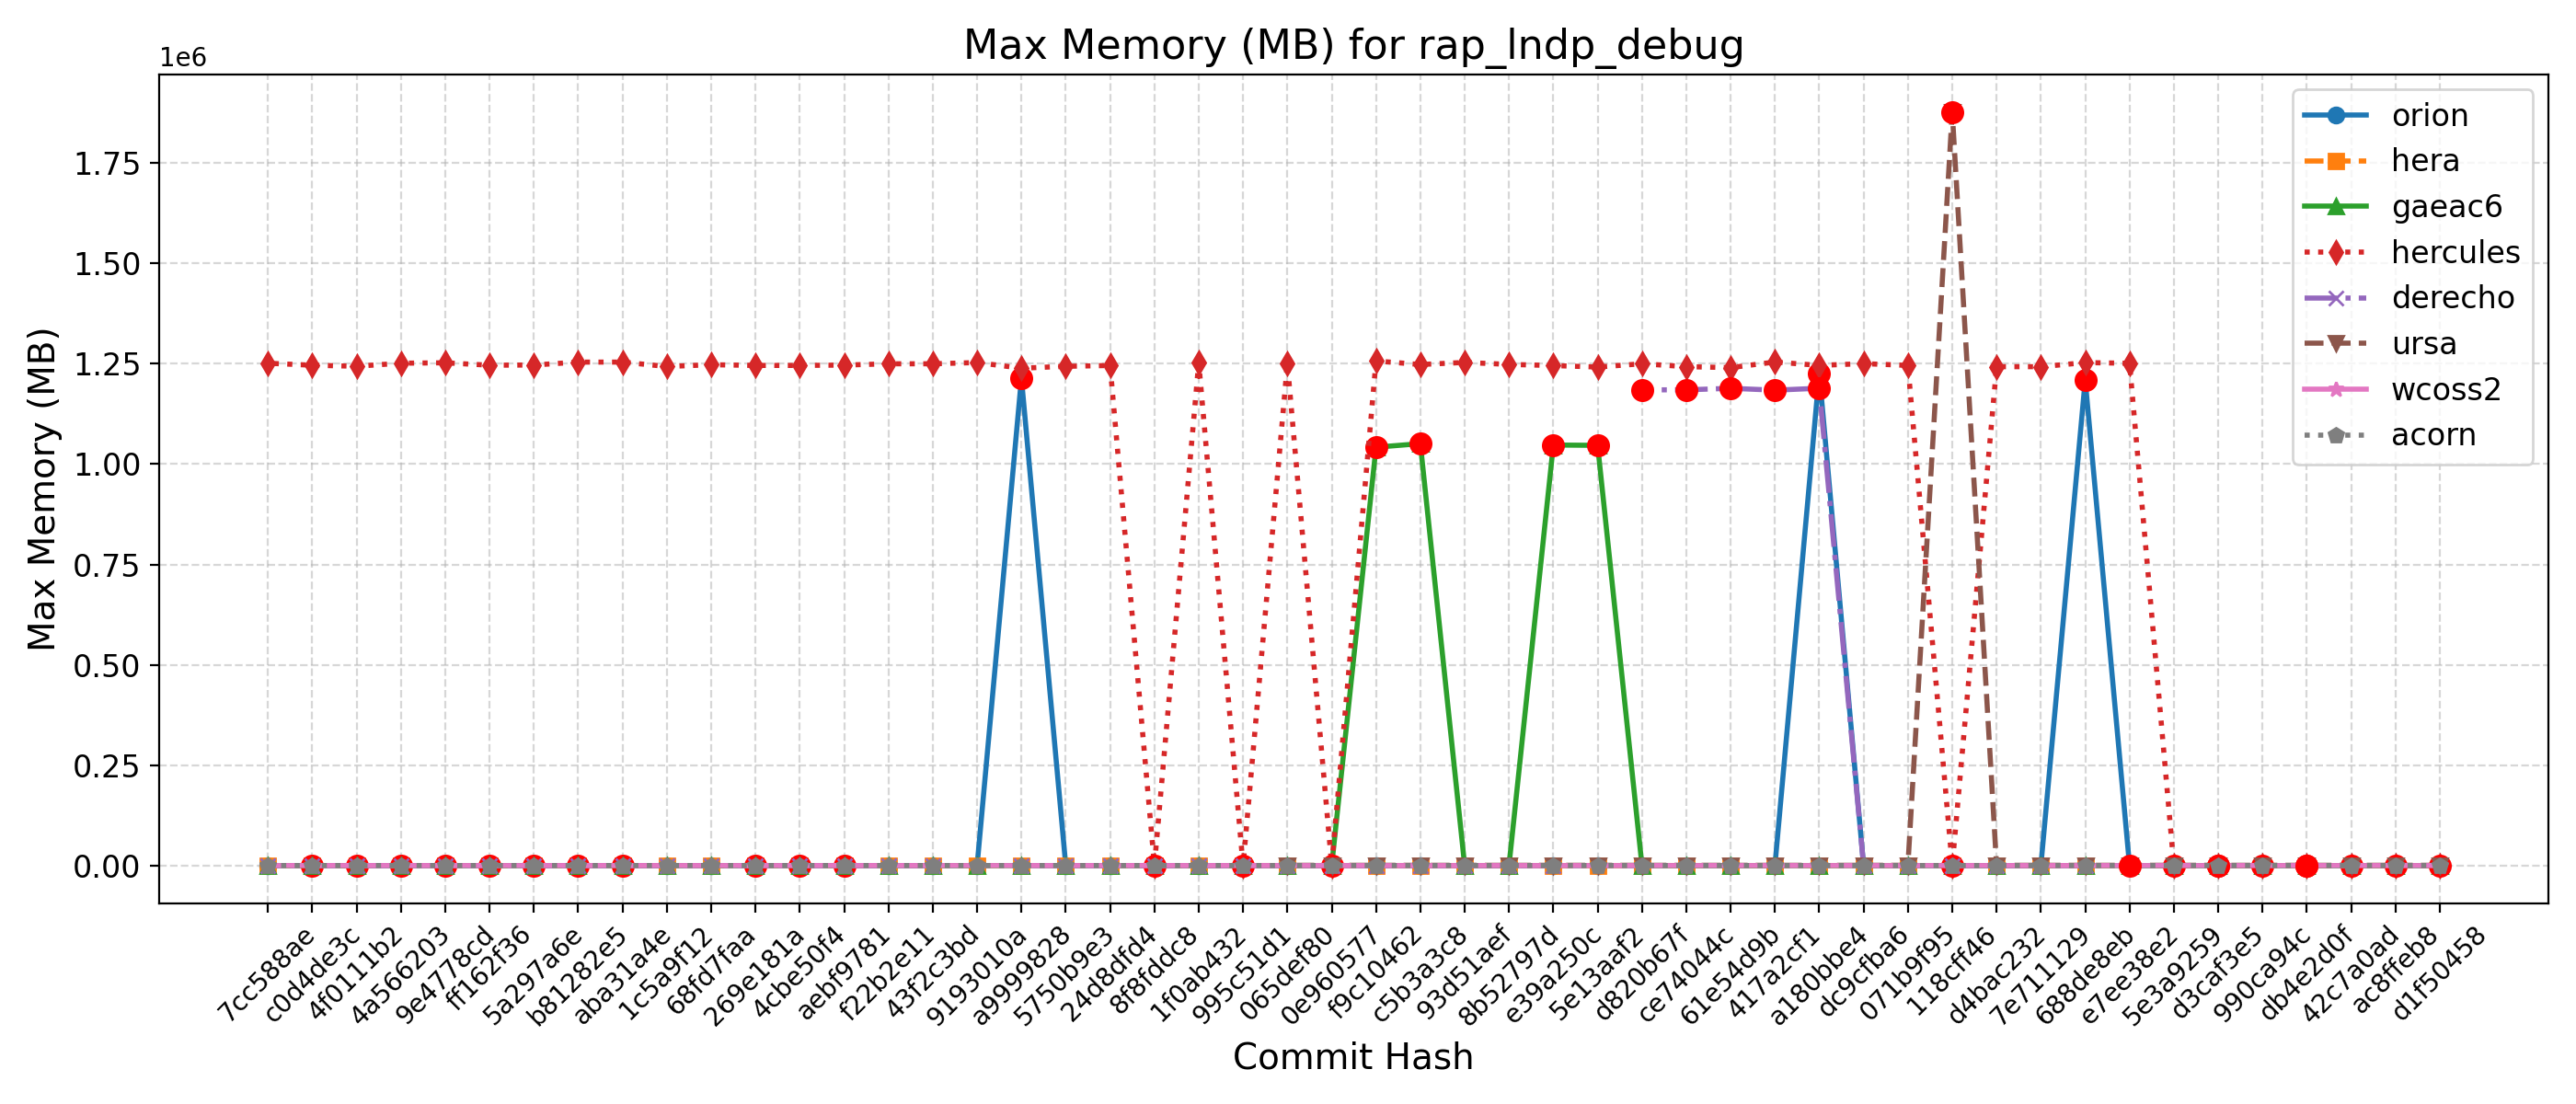 Max Memory (MB) for rap_lndp_debug
1e6
Max Memory (MB)
1.75
1.50
1.25
1.00
0.75
0.50
0.25
0.00
orion
hera
gaeac6
hercules
derecho
ursa
wcoss2
acorn
7cc588ae
c0d4de3c
4f0111b2
4a566203
9e4778cd
ff162f36
5a297a6e
b81282e5
aba31a4e
1c5a9f12
68fd7faa
269e181a
4cbe50f4
aebf9781
f22b2e11
43f2c3bd
9193010a
a9999828
5750b9e3
24d8dfd4
8f8fddc8
1f0ab432
995c51d1
065def80
0e960577
f9c10462
c5b3a3c8
93d51aef
8b52797d
e39a250c
5e13aaf2
d820b67f
ce74044c
61e54d9b
417a2cf1
a180bbe4
dc9cfba6
071b9f95
118cff46
d4bac232
7e711129
688de8eb
e7ee38e2
5e3a9259
d3caf3e5
990ca94c
db4e2d0f
42c7a0ad
ac8ffeb8
d1f50458
Commit Hash